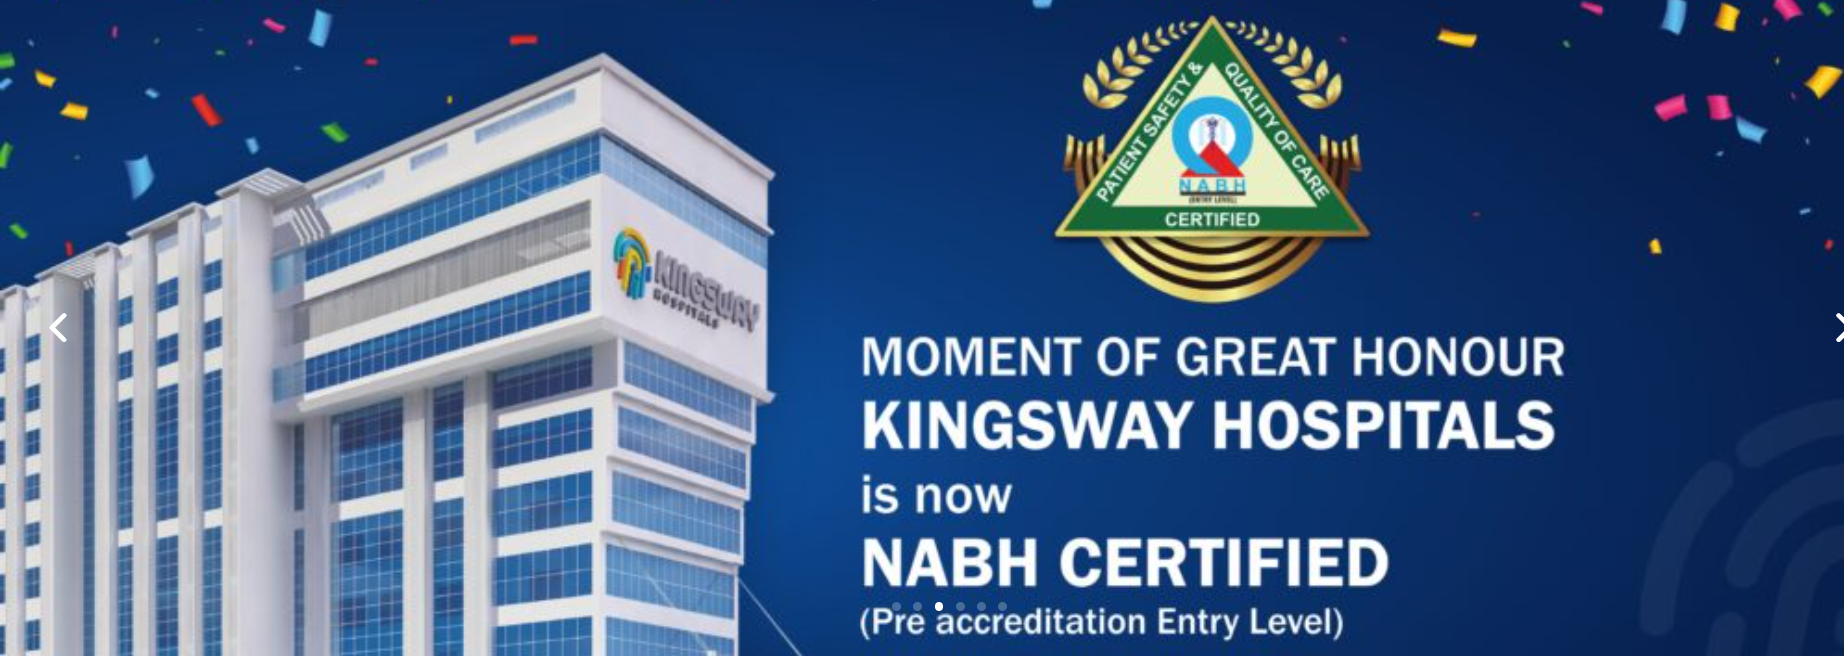 PATIENT SAFETY & QUALITY OF CARE
NABH
(ENTRY LEVEL)
CERTIFIED
KINGSWAY
HOSPITALS
MOMENT OF GREAT HONOUR
KINGSWAY HOSPITALS
is now
NABH CERTIFIED
(Pre accreditation Entry Level)